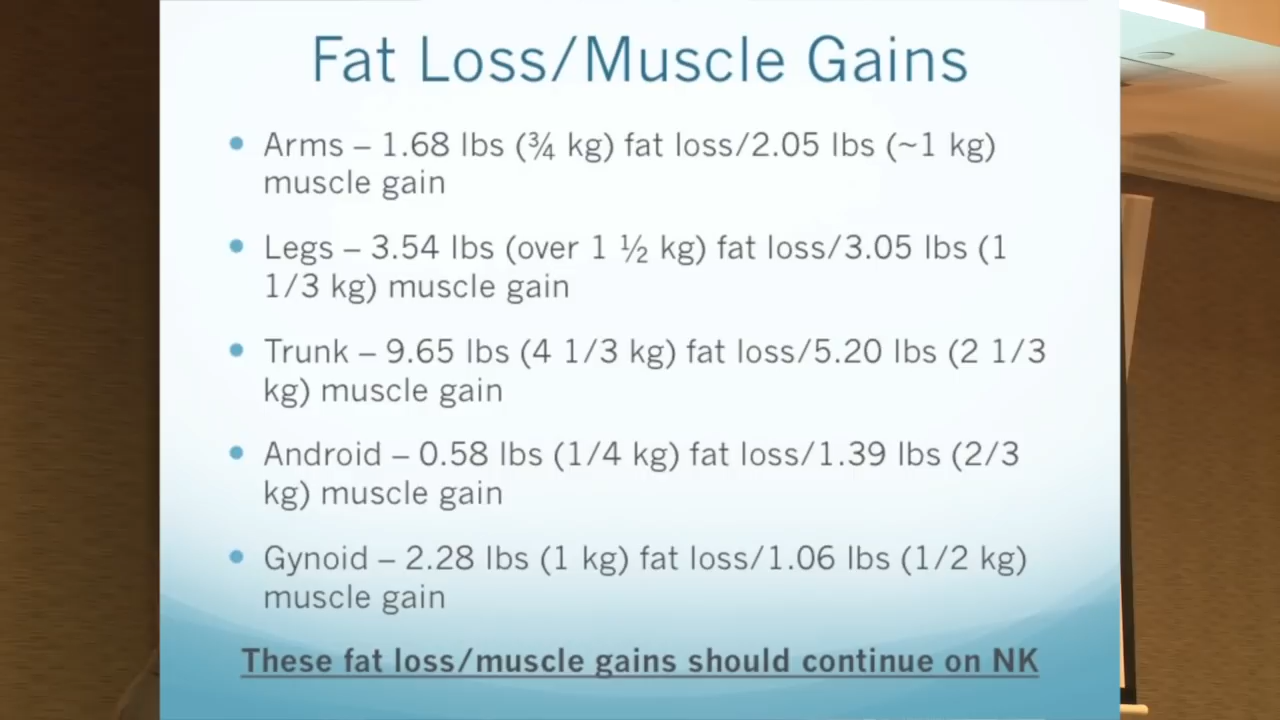 Fat Loss/Muscle Gains
Arms – 1.68 lbs (¾ kg) fat loss/2.05 lbs (~1 kg)
muscle gain
Legs – 3.54 lbs (over 1 ½ kg) fat loss/3.05 lbs (1
1/3 kg) muscle gain
Trunk – 9.65 lbs (4 1/3 kg) fat loss/5.20 lbs (2 1/3
kg) muscle gain
Android – 0.58 lbs (1/4 kg) fat loss/1.39 lbs (2/3
kg) muscle gain
Gynoid – 2.28 lbs (1 kg) fat loss/1.06 lbs (1/2 kg)
muscle gain
These fat loss/muscle gains should continue on NK